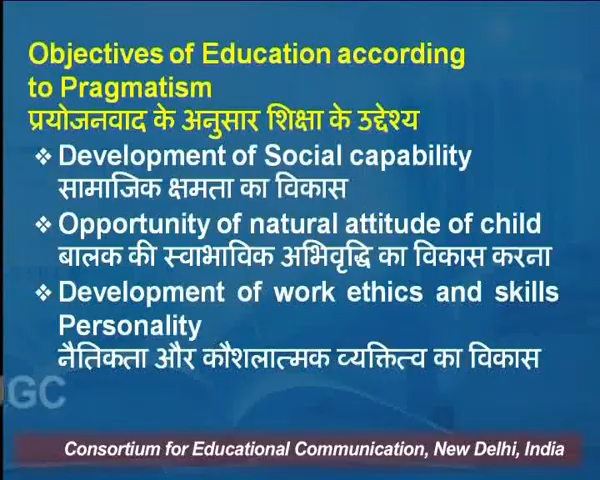 Objectives of Education according
to Pragmatism
प्रयोजनवाद के अनुसार शिक्षा के उद्देश्य
❖ Development of Social capability
सामाजिक क्षमता का विकास
❖ Opportunity of natural attitude of child
बालक की स्वाभाविक अभिवृद्धि का विकास करना
❖ Development of work ethics and skills
Personality
नैतिकता और कौशलात्मक व्यक्तित्व का विकास
GC
Consortium for Educational Communication, New Delhi, India